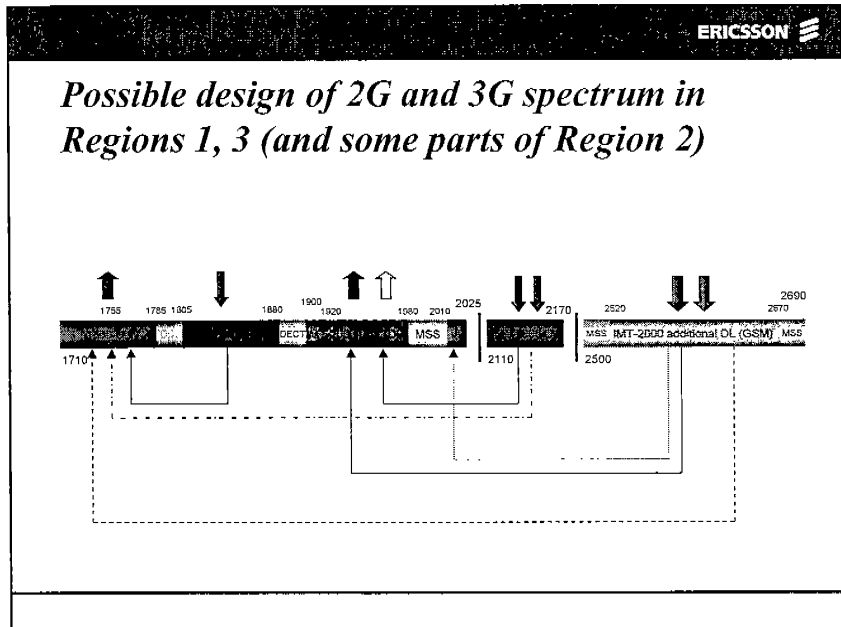 ERICSSON
Possible design of 2G and 3G spectrum in
Regions 1, 3 (and some parts of Region 2)
1755 1785 1805 1880 1900 1920 1980 2010 2025 2170 2520 2670 2690
DECT MSS MSS IMT-2000 additional DL (GSM) MSS
1710 2110 2500